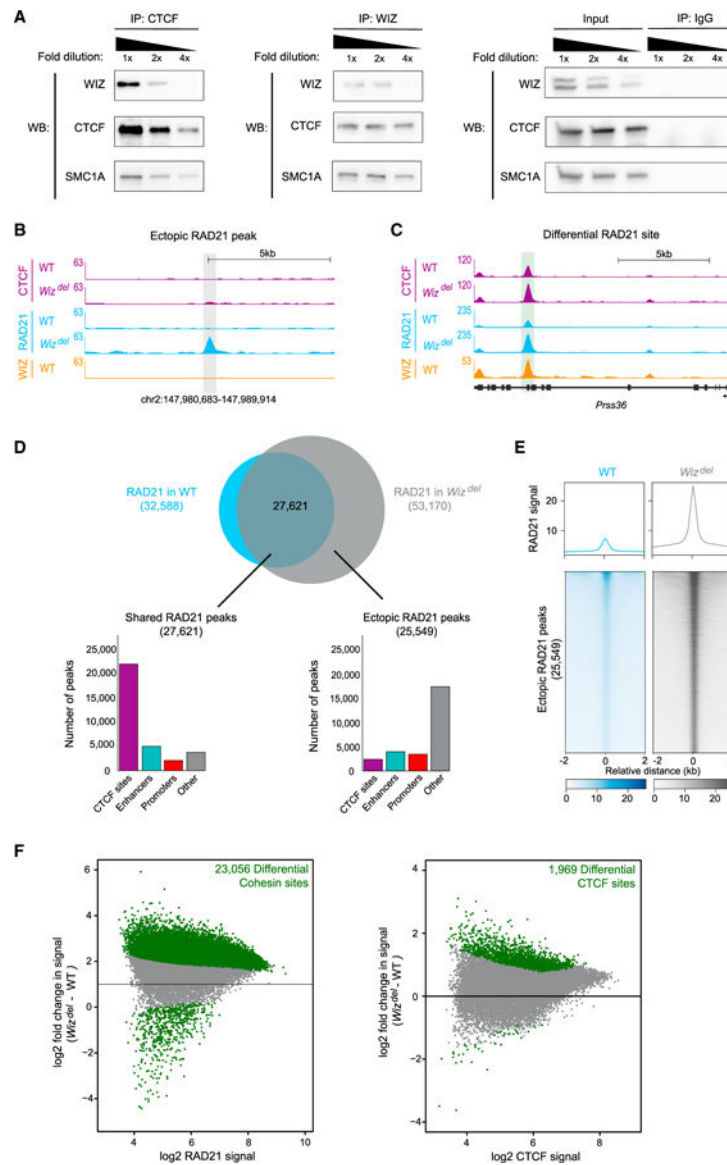 A
IP: CTCF
Fold dilution:
1x 2x 4x
WB:
WIZ
CTCF
SMC1A
IP: WIZ
Fold dilution:
1x 2x 4x
WB:
WIZ
CTCF
SMC1A
Input
IP: IgG
Fold dilution:
1x 2x 4x 1x 2x 4x
WB:
WIZ
CTCF
SMC1A
B
Ectopic RAD21 peak
5kb
CTCF
WT 63
Wiz del 63
RAD21
WT 63
Wiz del 63
WIZ
WT 63
chr2:147,980,683-147,989,914
C
Differential RAD21 site
5kb
CTCF
WT 120
Wiz del 120
RAD21
WT 235
Wiz del 235
WIZ
WT 53
Prss36
D
RAD21 in WT
(32,588)
27,621
RAD21 in Wiz del
(53,170)
Shared RAD21 peaks
(27,621)
Number of peaks
25,000
20,000
15,000
10,000
5,000
0
CTCF sites
Enhancers
Promoters
Other
Ectopic RAD21 peaks
(25,549)
Number of peaks
25,000
20,000
15,000
10,000
5,000
0
CTCF sites
Enhancers
Promoters
Other
E
WT
Wiz del
RAD21 signal
20
10
Ectopic RAD21 peaks
(25,549)
-2 0 2 -2 0 2
Relative distance (kb)
0 10 20 0 10 20
F
23,056 Differential
Cohesin sites
log2 fold change in signal
(Wiz del - WT)
6
4
2
0
−2
−4
4 6 8 10
log2 RAD21 signal
1,969 Differential
CTCF sites
log2 fold change in signal
(Wiz del - WT)
4
2
0
−2
−4
4 6 8
log2 CTCF signal